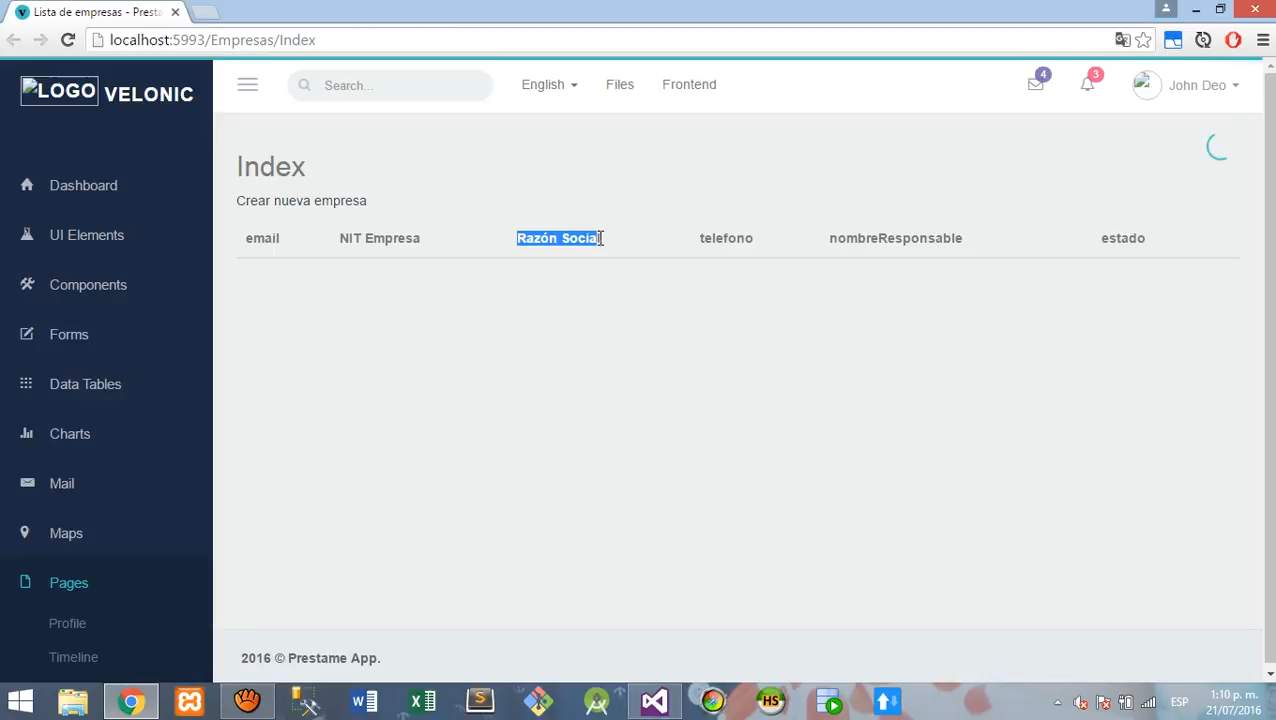 Lista de empresas - Presta
localhost:5993/Empresas/Index
LOGO VELONIC
Search...
English
Files
Frontend
4
3
John Deo
Dashboard
UI Elements
Components
Forms
Data Tables
Charts
Mail
Maps
Pages
Profile
Timeline
Index
Crear nueva empresa
email NIT Empresa Razón Social telefono nombreResponsable estado
2016 © Prestame App.
HS
ESP
1:10 p. m.
21/07/2016